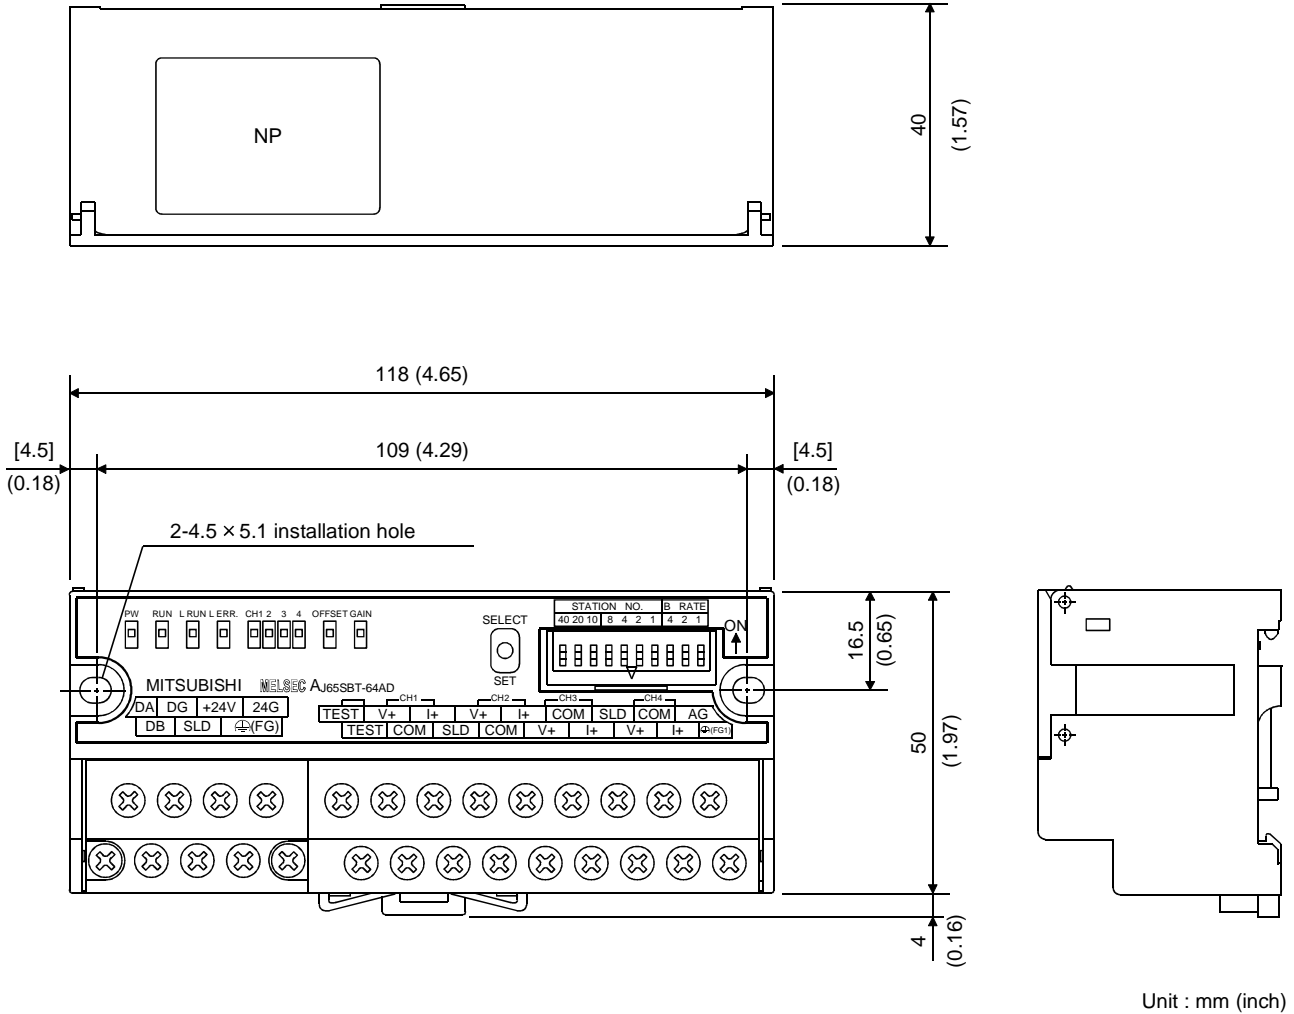 NP
40
(1.57)
118 (4.65)
[4.5]
(0.18)
109 (4.29)
[4.5]
(0.18)
2-4.5 × 5.1 installation hole
PW RUN L RUN L ERR. CH1 2 3 4 OFFSET GAIN
SELECT
SET
STATION NO. B RATE
40 20 10 8 4 2 1 4 2 1
ON
MITSUBISHI MELSEC AJ65SBT-64AD
DA DG +24V 24G
DB SLD (FG)
CH1 CH2 CH3 CH4
TEST V+ I+ V+ I+ COM SLD COM AG
TEST COM SLD COM V+ I+ V+ I+ (FG1)
16.5
(0.65)
50
(1.97)
4
(0.16)
Unit : mm (inch)